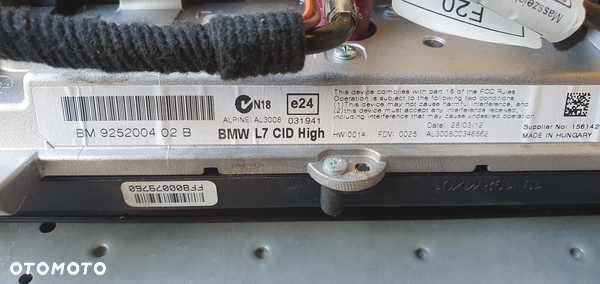 F20
Maszelei
This device complies with part 15 of the FCC Rules
Operation is subject to the following two conditions
(1)This device may not cause harmful interference, and
(2)this device must accept any interference received,
including interference that may cause undesired
operation.
N18
e24
ALPINE: AL3008
031941
BM 9252004 02 B
BMW L7 CID High
HW:0014
FDV: 0025
Date: 28/03/12
AL3008C0346562
Supplier No: 156142
MADE IN HUNGARY
FFB00079769
OTOMOTO